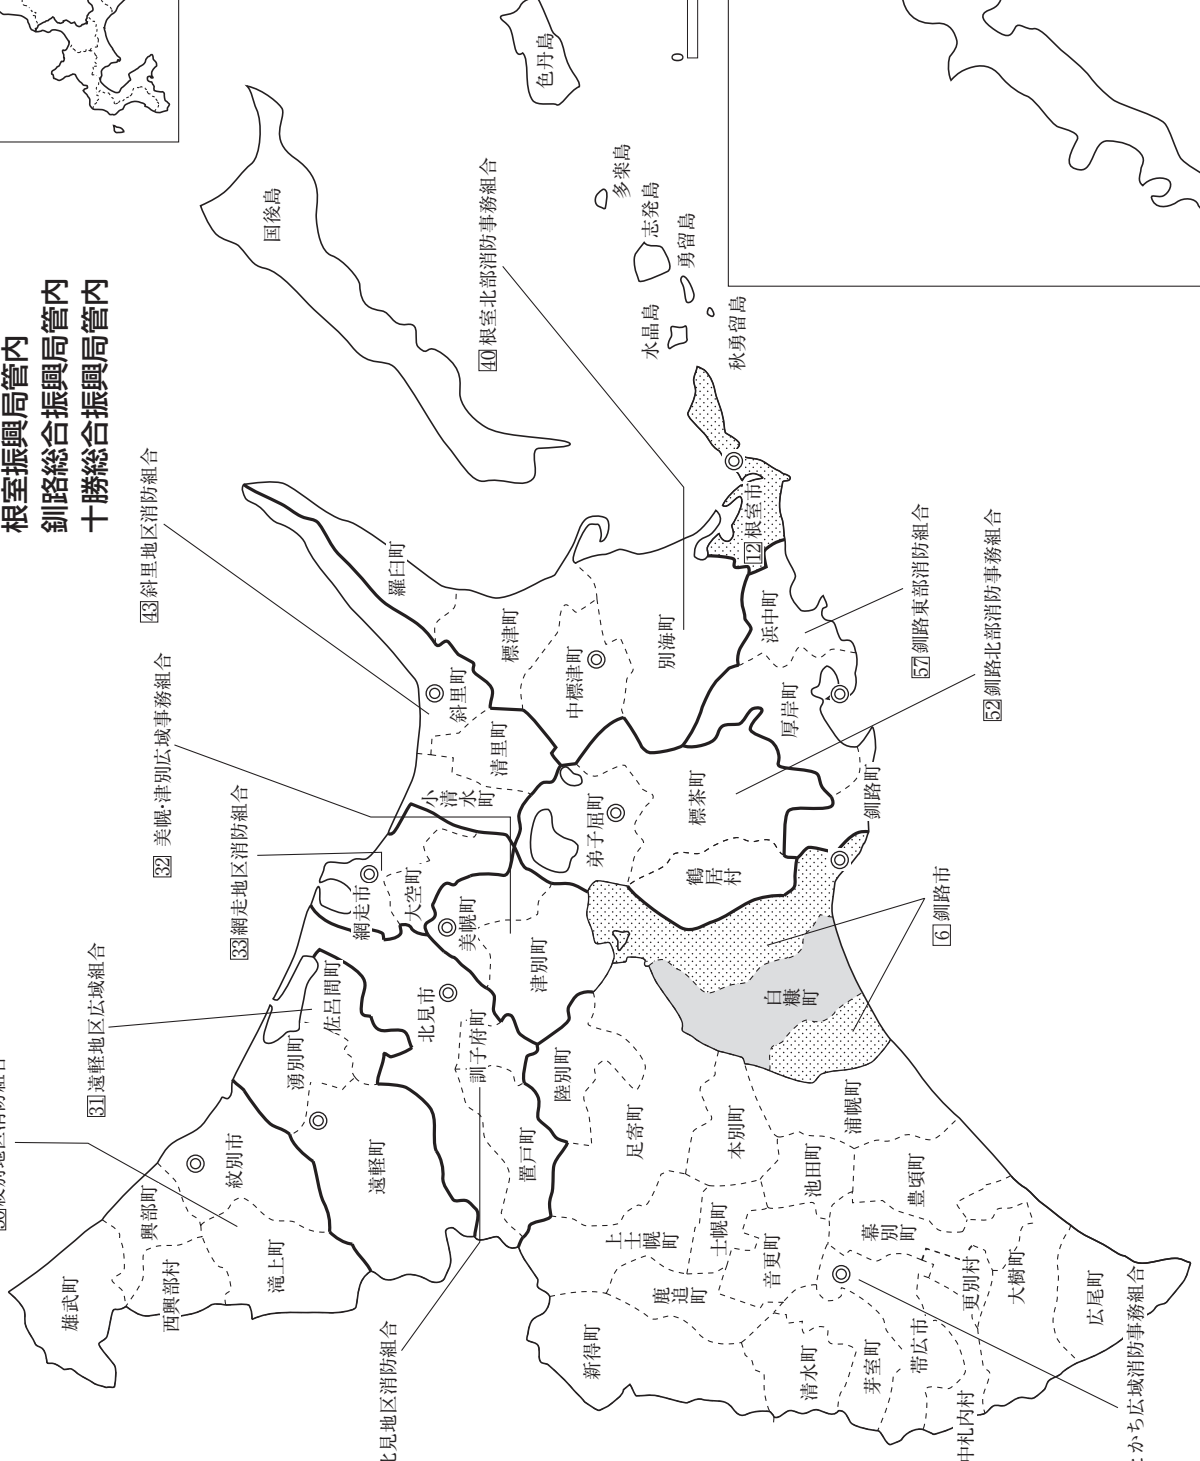 根室振興局管内
釧路総合振興局管内
十勝総合振興局管内
色丹島
0
国後島
多楽島
志発島
勇留島
水晶島
秋勇留島
40 根室北部消防事務組合
43 斜里地区消防組合
32 美幌・津別広域事務組合
33 網走地区消防組合
31 遠軽地区広域組合
12 根室市
57 釧路東部消防組合
52 釧路北部消防事務組合
6 釧路市
羅臼町
標津町
中標津町
別海町
浜中町
厚岸町
釧路町
斜里町
清里町
小清水町
弟子屈町
標茶町
鶴居村
網走市
大空町
美幌町
津別町
白糠町
佐呂間町
北見市
湧別町
訓子府町
陸別町
置戸町
遠軽町
紋別市
興部町
西興部村
滝上町
雄武町
足寄町
本別町
浦幌町
池田町
豊頃町
上士幌町
士幌町
音更町
幕別町
鹿追町
更別村
大樹町
広尾町
新得町
清水町
芽室町
帯広市
中札内村
見地区消防組合
かち広域消防事務組合